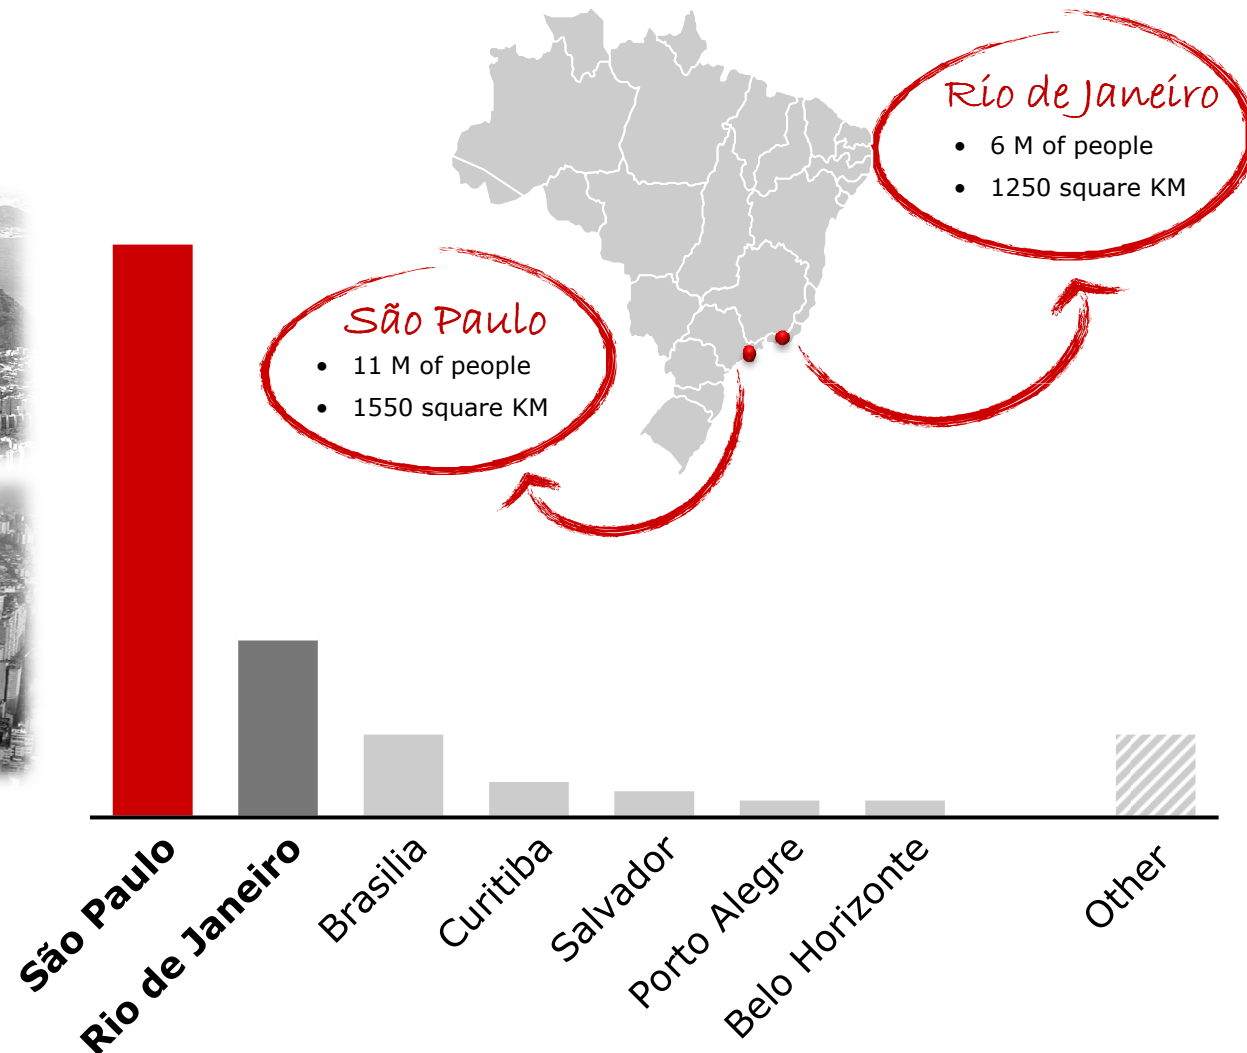 Rio de Janeiro
• 6 M of people
• 1250 square KM
São Paulo
• 11 M of people
• 1550 square KM
São Paulo
Rio de Janeiro
Brasilia
Curitiba
Salvador
Porto Alegre
Belo Horizonte
Other